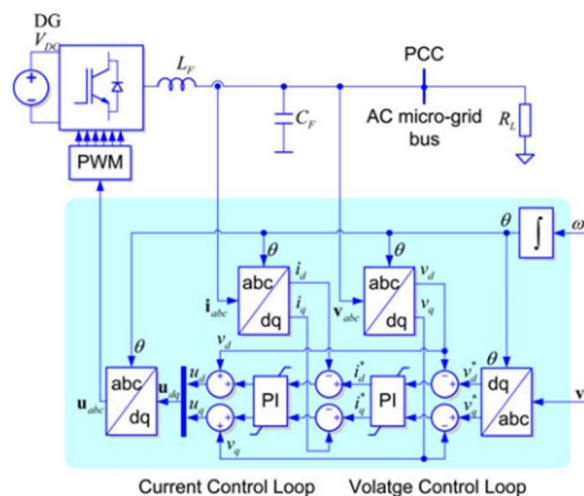 DG
V_DG
L_F
PCC
C_F
R_L
AC micro-grid
bus
PWM
θ
∫
ω
θ
θ
abc
dq
i_d
i_q
abc
dq
v_d
v_q
i_abc
v_abc
θ
v_d
θ
abc
dq
u_abc
u_dq
u_d
u_q
PI
i_d^*
i_q^*
PI
v_d^*
v_q^*
dq
abc
v
v_q
Current Control Loop
Volatge Control Loop